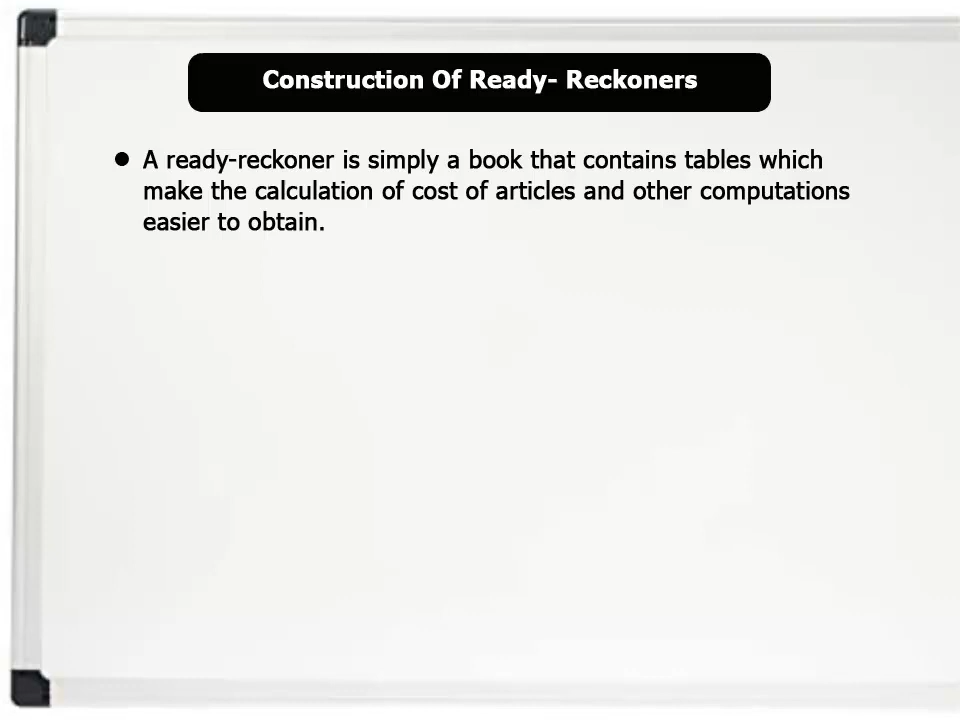 Construction Of Ready- Reckoners
● A ready-reckoner is simply a book that contains tables which
make the calculation of cost of articles and other computations
easier to obtain.